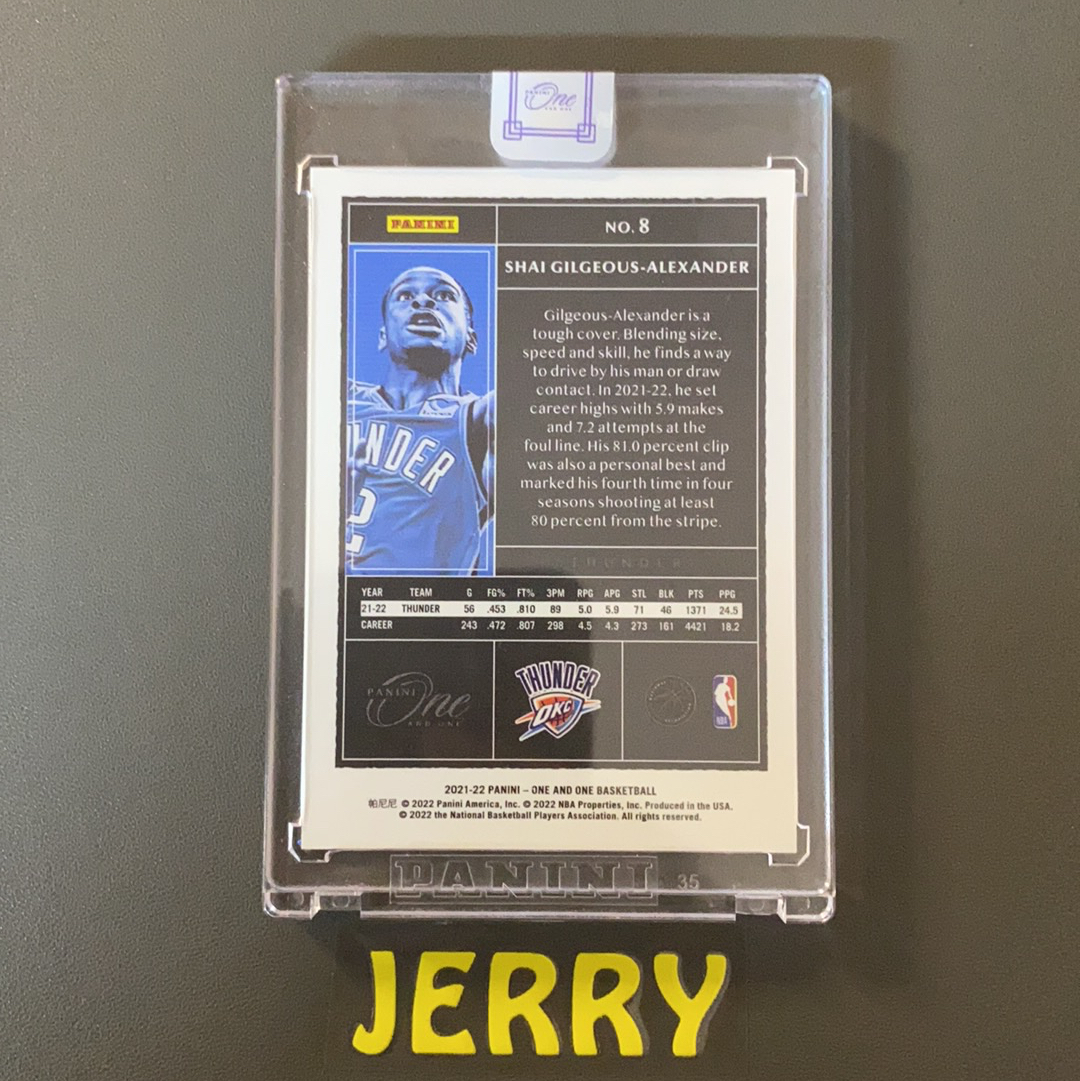 PANINI
One
AND ONE
PANINI
NO. 8
SHAI GILGEOUS-ALEXANDER
Gilgeous-Alexander is a
tough cover. Blending size,
speed and skill, he finds a way
to drive by his man or draw
contact. In 2021-22, he set
career highs with 5.9 makes
and 7.2 attempts at the
foul line. His 81.0 percent clip
was also a personal best and
marked his fourth time in four
seasons shooting at least
80 percent from the stripe.
UNDER
2
THUNDER
YEAR TEAM G FG% FT% 3PM RPG APG STL BLK PTS PPG
21-22 THUNDER 56 .453 .810 89 5.0 5.9 71 46 1371 24.5
CAREER 243 .472 .807 298 4.5 4.3 273 161 4421 18.2
PANINI
One
AND ONE
THUNDER
OKC
NBA
2021-22 PANINI – ONE AND ONE BASKETBALL
帕尼尼 © 2022 Panini America, Inc. © 2022 NBA Properties, Inc. Produced in the USA.
© 2022 the National Basketball Players Association. All rights reserved.
PANINI 35
JERRY